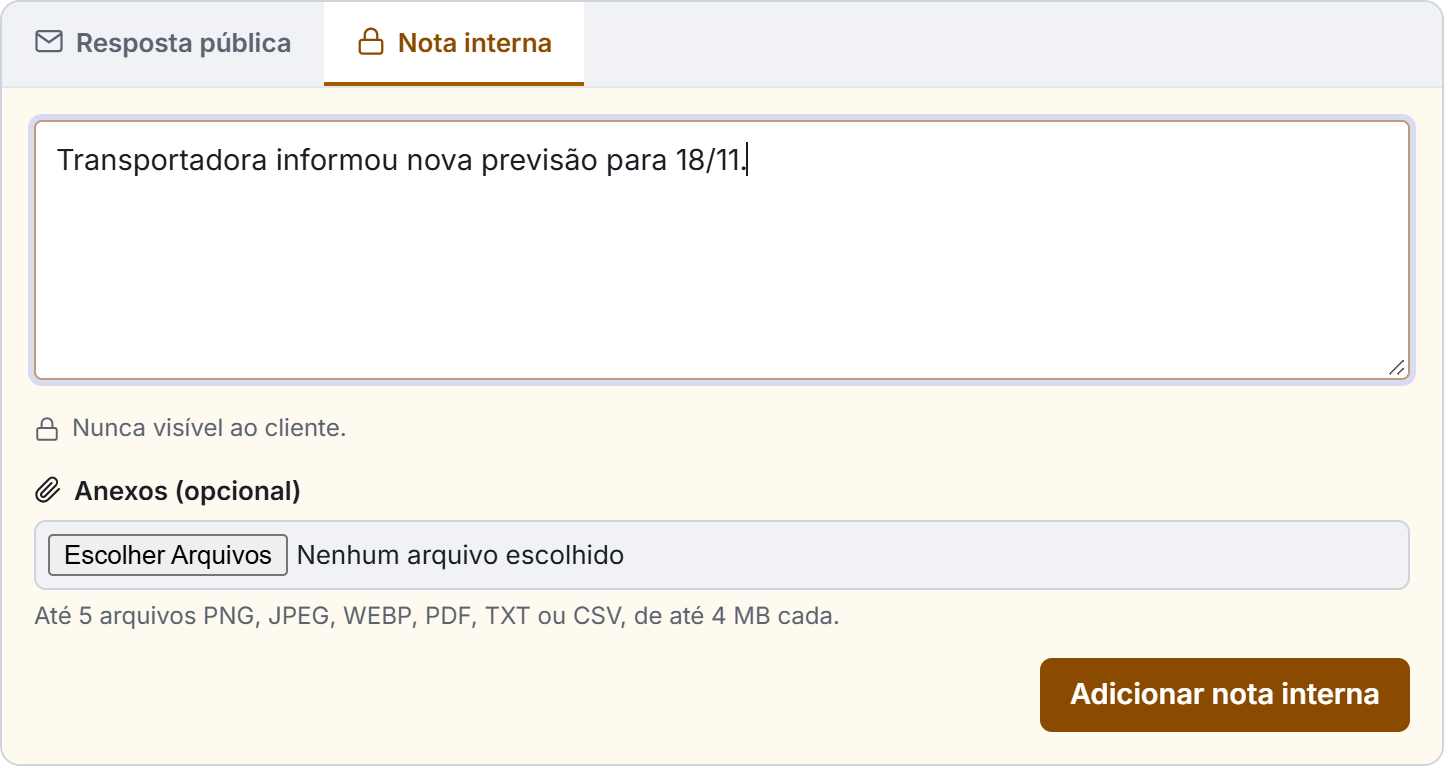 Resposta pública
Nota interna
Transportadora informou nova previsão para 18/11.
Nunca visível ao cliente.
Anexos (opcional)
Escolher Arquivos Nenhum arquivo escolhido
Até 5 arquivos PNG, JPEG, WEBP, PDF, TXT ou CSV, de até 4 MB cada.
Adicionar nota interna